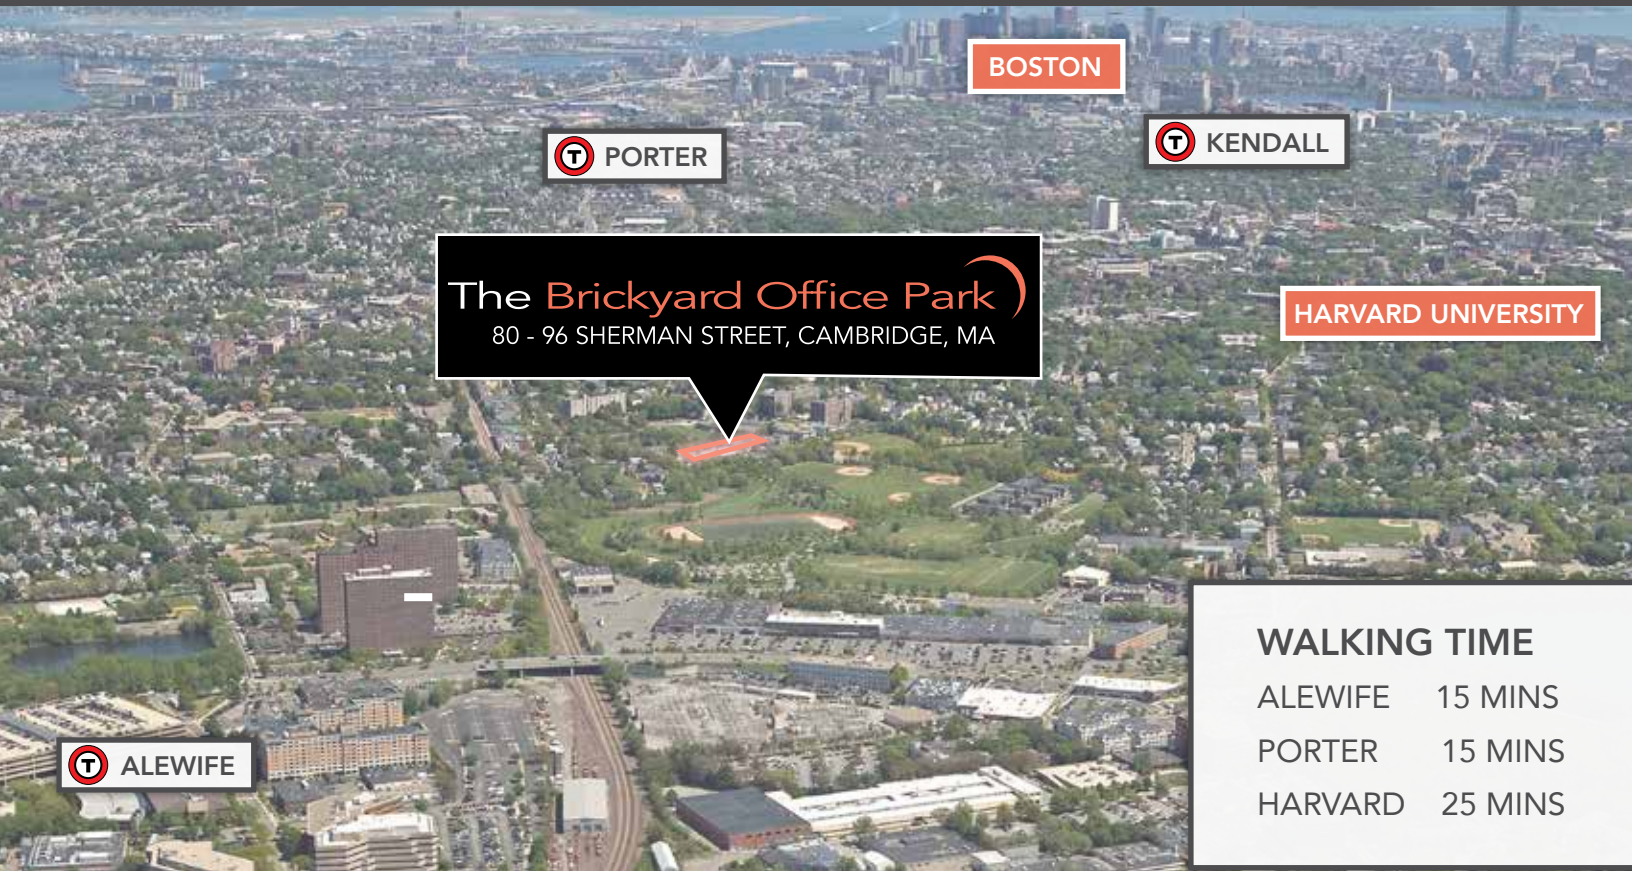 BOSTON
T PORTER
T KENDALL
The Brickyard Office Park
80 - 96 SHERMAN STREET, CAMBRIDGE, MA
HARVARD UNIVERSITY
WALKING TIME
ALEWIFE 15 MINS
PORTER 15 MINS
HARVARD 25 MINS
T ALEWIFE